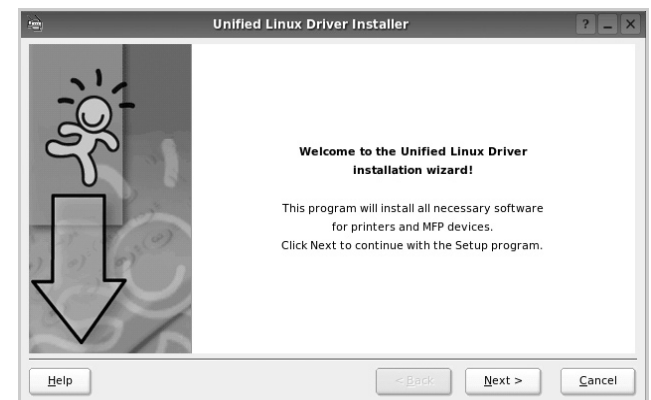 Unified Linux Driver Installer
Welcome to the Unified Linux Driver
installation wizard!
This program will install all necessary software
for printers and MFP devices.
Click Next to continue with the Setup program.
Help
< Back
Next >
Cancel